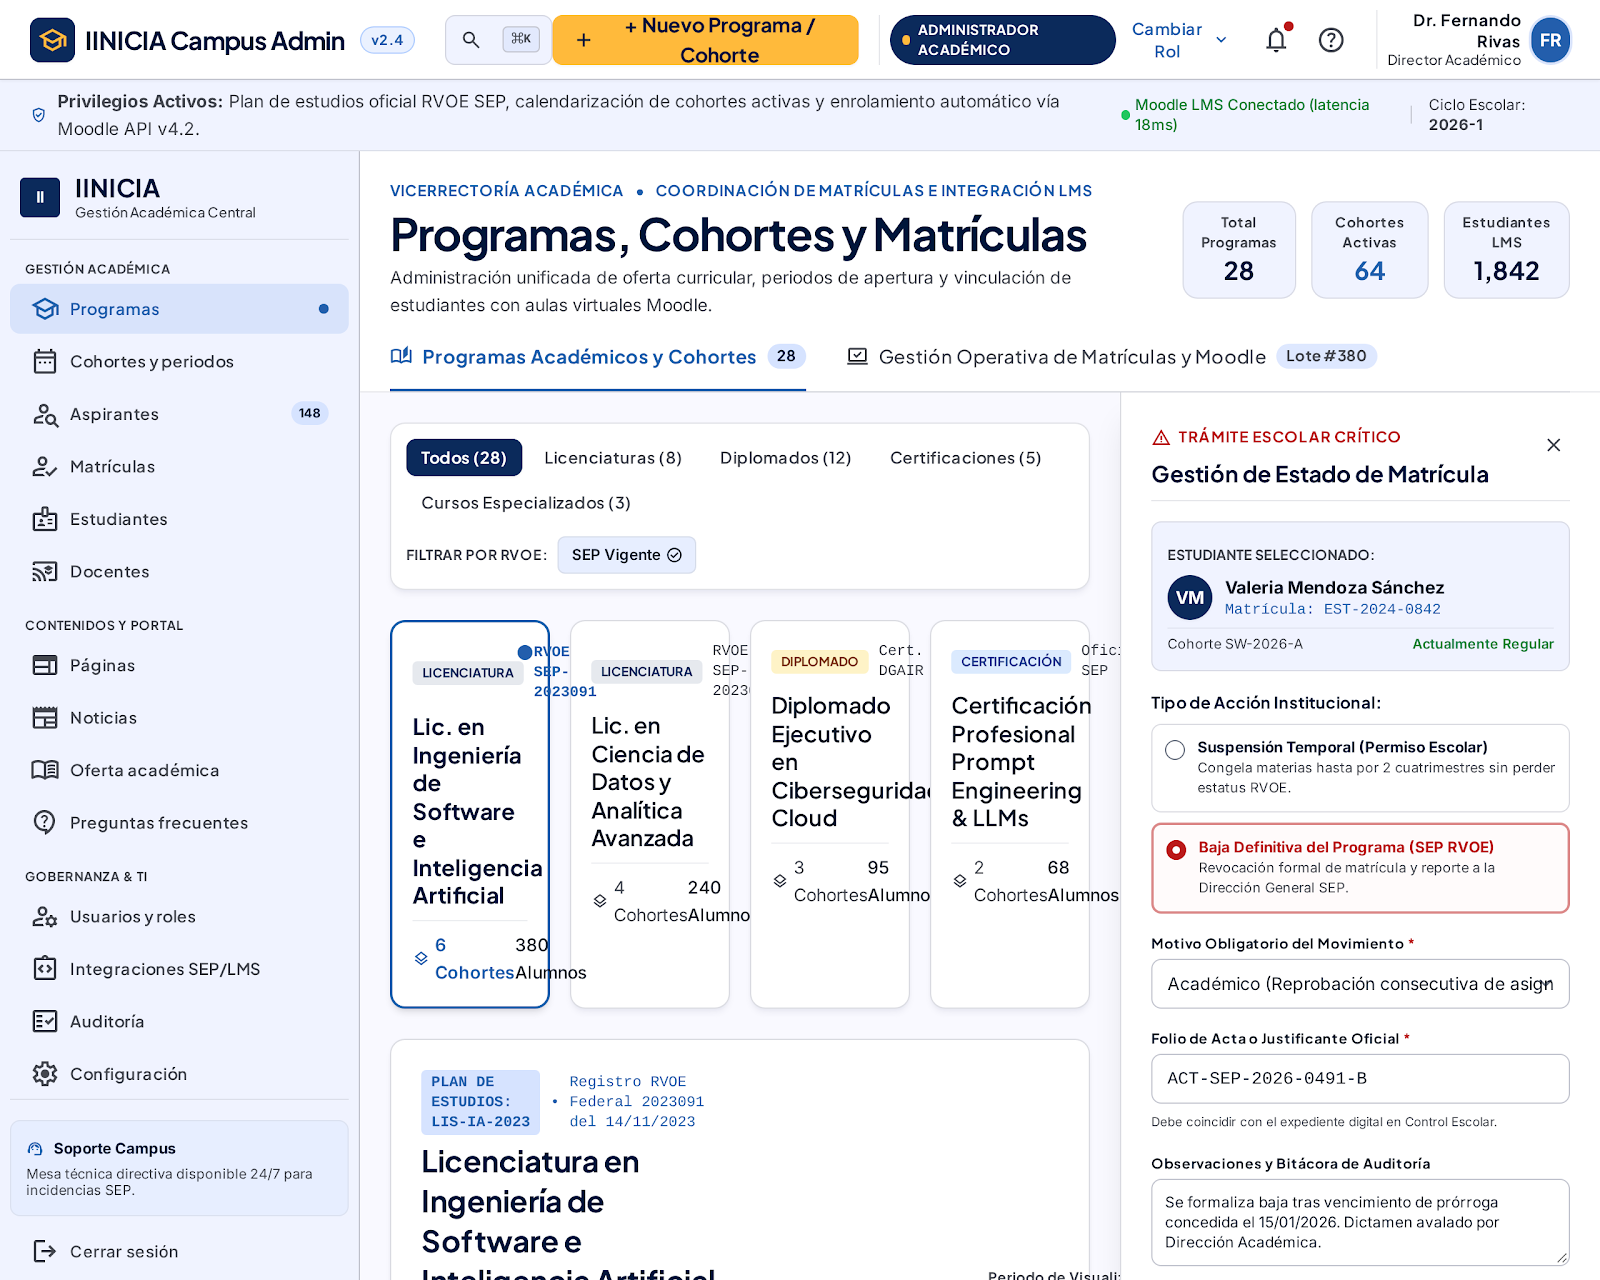 IINICIA Campus Admin
v2.4
⌘K
+ Nuevo Programa /
Cohorte
ADMINISTRADOR
ACADÉMICO
Cambiar
Rol
Dr. Fernando
Rivas
Director Académico
FR
Privilegios Activos: Plan de estudios oficial RVOE SEP, calendarización de cohortes activas y enrolamiento automático vía
Moodle API v4.2.
Moodle LMS Conectado (latencia
18ms)
Ciclo Escolar:
2026-1
II
IINICIA
Gestión Académica Central
GESTIÓN ACADÉMICA
Programas
Cohortes y periodos
Aspirantes
148
Matrículas
Estudiantes
Docentes
CONTENIDOS Y PORTAL
Páginas
Noticias
Oferta académica
Preguntas frecuentes
GOBERNANZA & TI
Usuarios y roles
Integraciones SEP/LMS
Auditoría
Configuración
Soporte Campus
Mesa técnica directiva disponible 24/7 para
incidencias SEP.
Cerrar sesión
VICERRECTORÍA ACADÉMICA • COORDINACIÓN DE MATRÍCULAS E INTEGRACIÓN LMS
Programas, Cohortes y Matrículas
Administración unificada de oferta curricular, periodos de apertura y vinculación de
estudiantes con aulas virtuales Moodle.
Total
Programas
28
Cohortes
Activas
64
Estudiantes
LMS
1,842
Programas Académicos y Cohortes 28
Gestión Operativa de Matrículas y Moodle Lote #380
Todos (28)
Licenciaturas (8)
Diplomados (12)
Certificaciones (5)
Cursos Especializados (3)
FILTRAR POR RVOE: SEP Vigente
LICENCIATURA
RVOE
SEP-
2023091
Lic. en
Ingeniería
de
Software
e
Inteligencia
Artificial
6
Cohortes
380
Alumnos
LICENCIATURA
RVOE
SEP-
2023
Lic. en
Ciencia de
Datos y
Analítica
Avanzada
4
Cohortes
240
Alumno
DIPLOMADO
Cert.
DGAIR
Diplomado
Ejecutivo
en
Cibersegurida
Cloud
3
Cohortes
95
Alumno
CERTIFICACIÓN
Ofici
SEP
Certificación
Profesional
Prompt
Engineering
& LLMs
2
Cohortes
68
Alumnos
PLAN DE
ESTUDIOS:
LIS-IA-2023
• Registro RVOE
Federal 2023091
del 14/11/2023
Licenciatura en
Ingeniería de
Software e
Inteligencia Artificial
Periodo de Visuali
TRÁMITE ESCOLAR CRÍTICO
Gestión de Estado de Matrícula
ESTUDIANTE SELECCIONADO:
VM
Valeria Mendoza Sánchez
Matrícula: EST-2024-0842
Cohorte SW-2026-A
Actualmente Regular
Tipo de Acción Institucional:
Suspensión Temporal (Permiso Escolar)
Congela materias hasta por 2 cuatrimestres sin perder
estatus RVOE.
Baja Definitiva del Programa (SEP RVOE)
Revocación formal de matrícula y reporte a la
Dirección General SEP.
Motivo Obligatorio del Movimiento *
Académico (Reprobación consecutiva de asign
Folio de Acta o Justificante Oficial *
ACT-SEP-2026-0491-B
Debe coincidir con el expediente digital en Control Escolar.
Observaciones y Bitácora de Auditoría
Se formaliza baja tras vencimiento de prórroga
concedida el 15/01/2026. Dictamen avalado por
Dirección Académica.